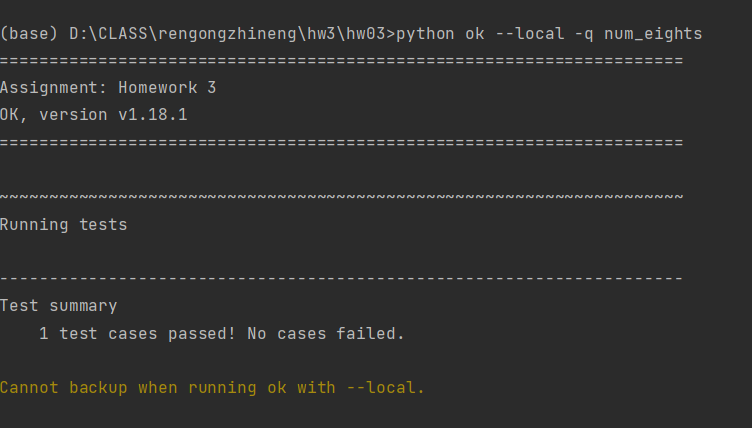 (base) D:\CLASS\rengongzhineng\hw3\hw03>python ok --local -q num_eights
=====================================================================
Assignment: Homework 3
OK, version v1.18.1
=====================================================================
~~~~~~~~~~~~~~~~~~~~~~~~~~~~~~~~~~~~~~~~~~~~~~~~~~~~~~~~~~~~~~~~~~~~~
Running tests
---------------------------------------------------------------------
Test summary
    1 test cases passed! No cases failed.
Cannot backup when running ok with --local.